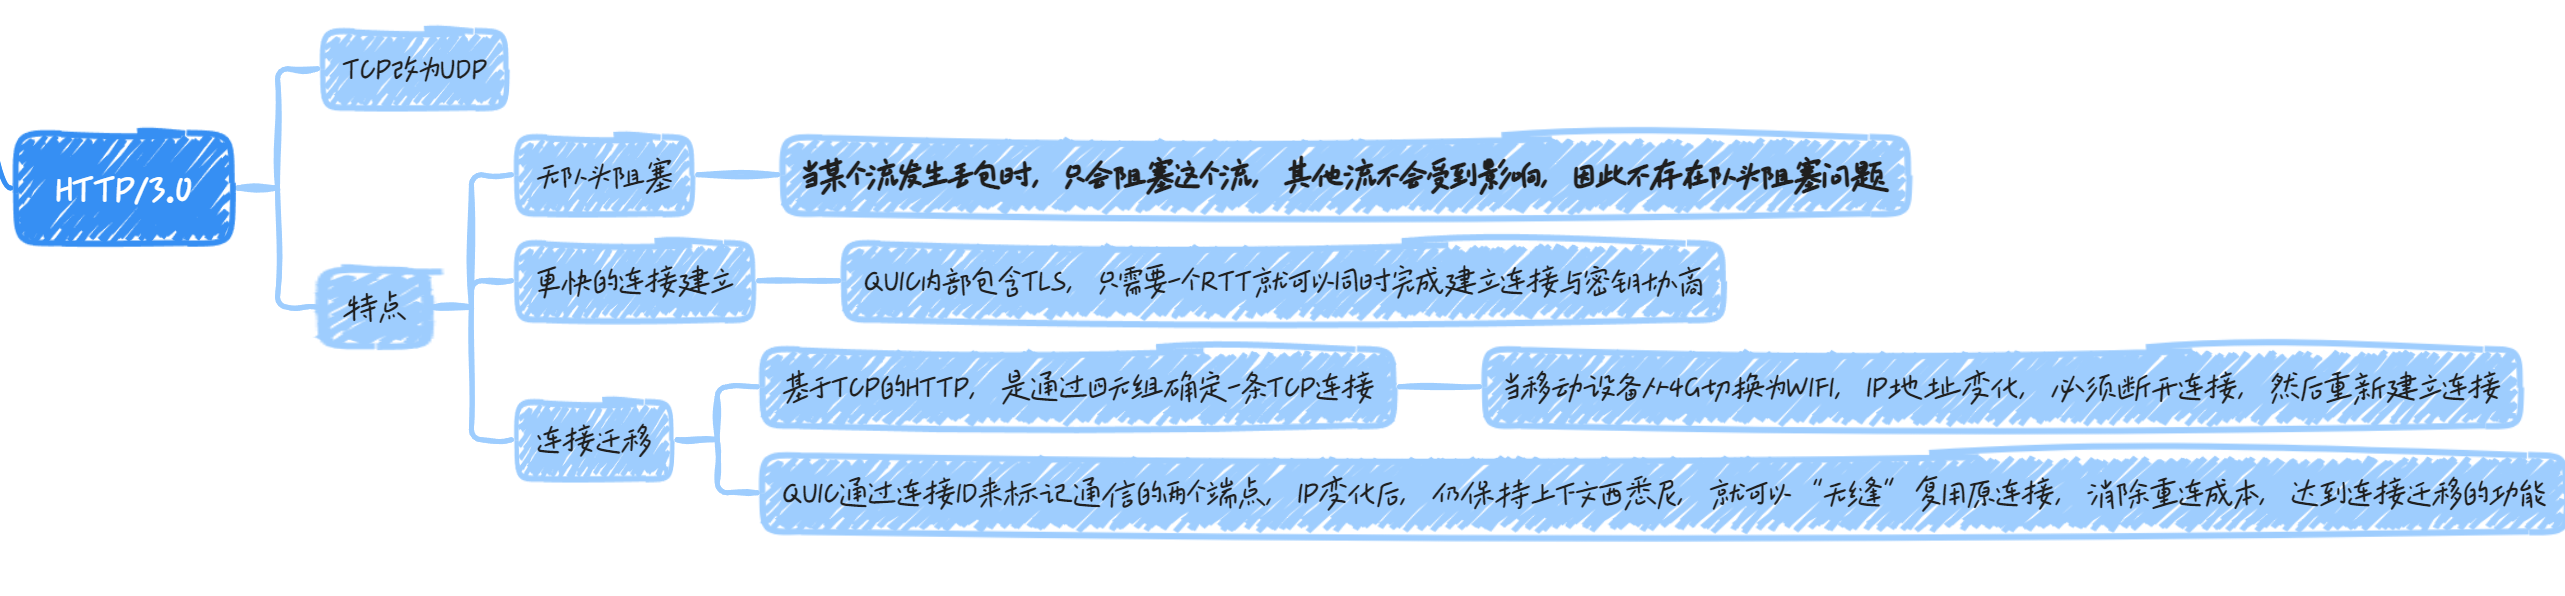 TCP改为UDP
HTTP/3.0
无队头阻塞
当某个流发生丢包时，只会阻塞这个流，其他流不会受到影响，因此不存在队头阻塞问题
更快的连接建立
QUIC内部包含TLS，只需要一个RTT就可以同时完成建立连接与密钥协商
特点
基于TCP的HTTP，是通过四元组确定一条TCP连接
当移动设备从4G切换为WIFI，IP地址变化，必须断开连接，然后重新建立连接
连接迁移
QUIC通过连接ID来标记通信的两个端点，IP变化后，仍保持上下文西悉尼，就可以“无缝”复用原连接，消除重连成本，达到连接迁移的功能